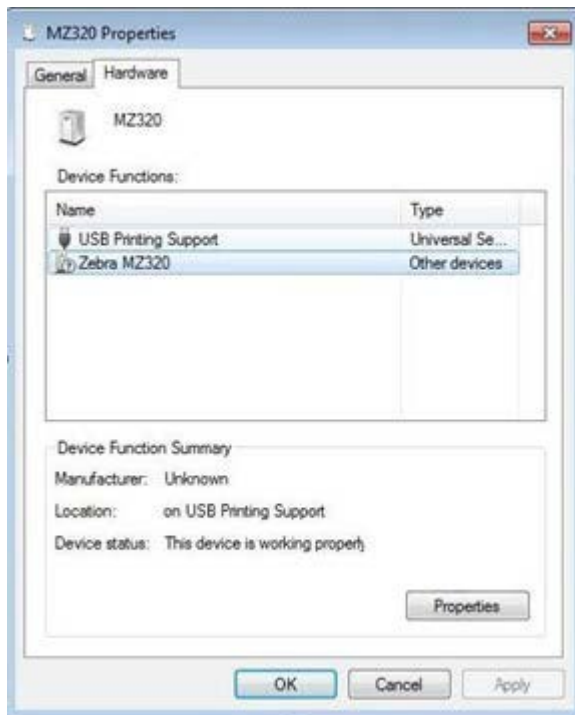 MZ320 Properties
General Hardware
MZ320
Device Functions:
Name Type
USB Printing Support Universal Se...
Zebra MZ320 Other devices
Device Function Summary
Manufacturer: Unknown
Location: on USB Printing Support
Device status: This device is working properly
Properties
OK Cancel Apply